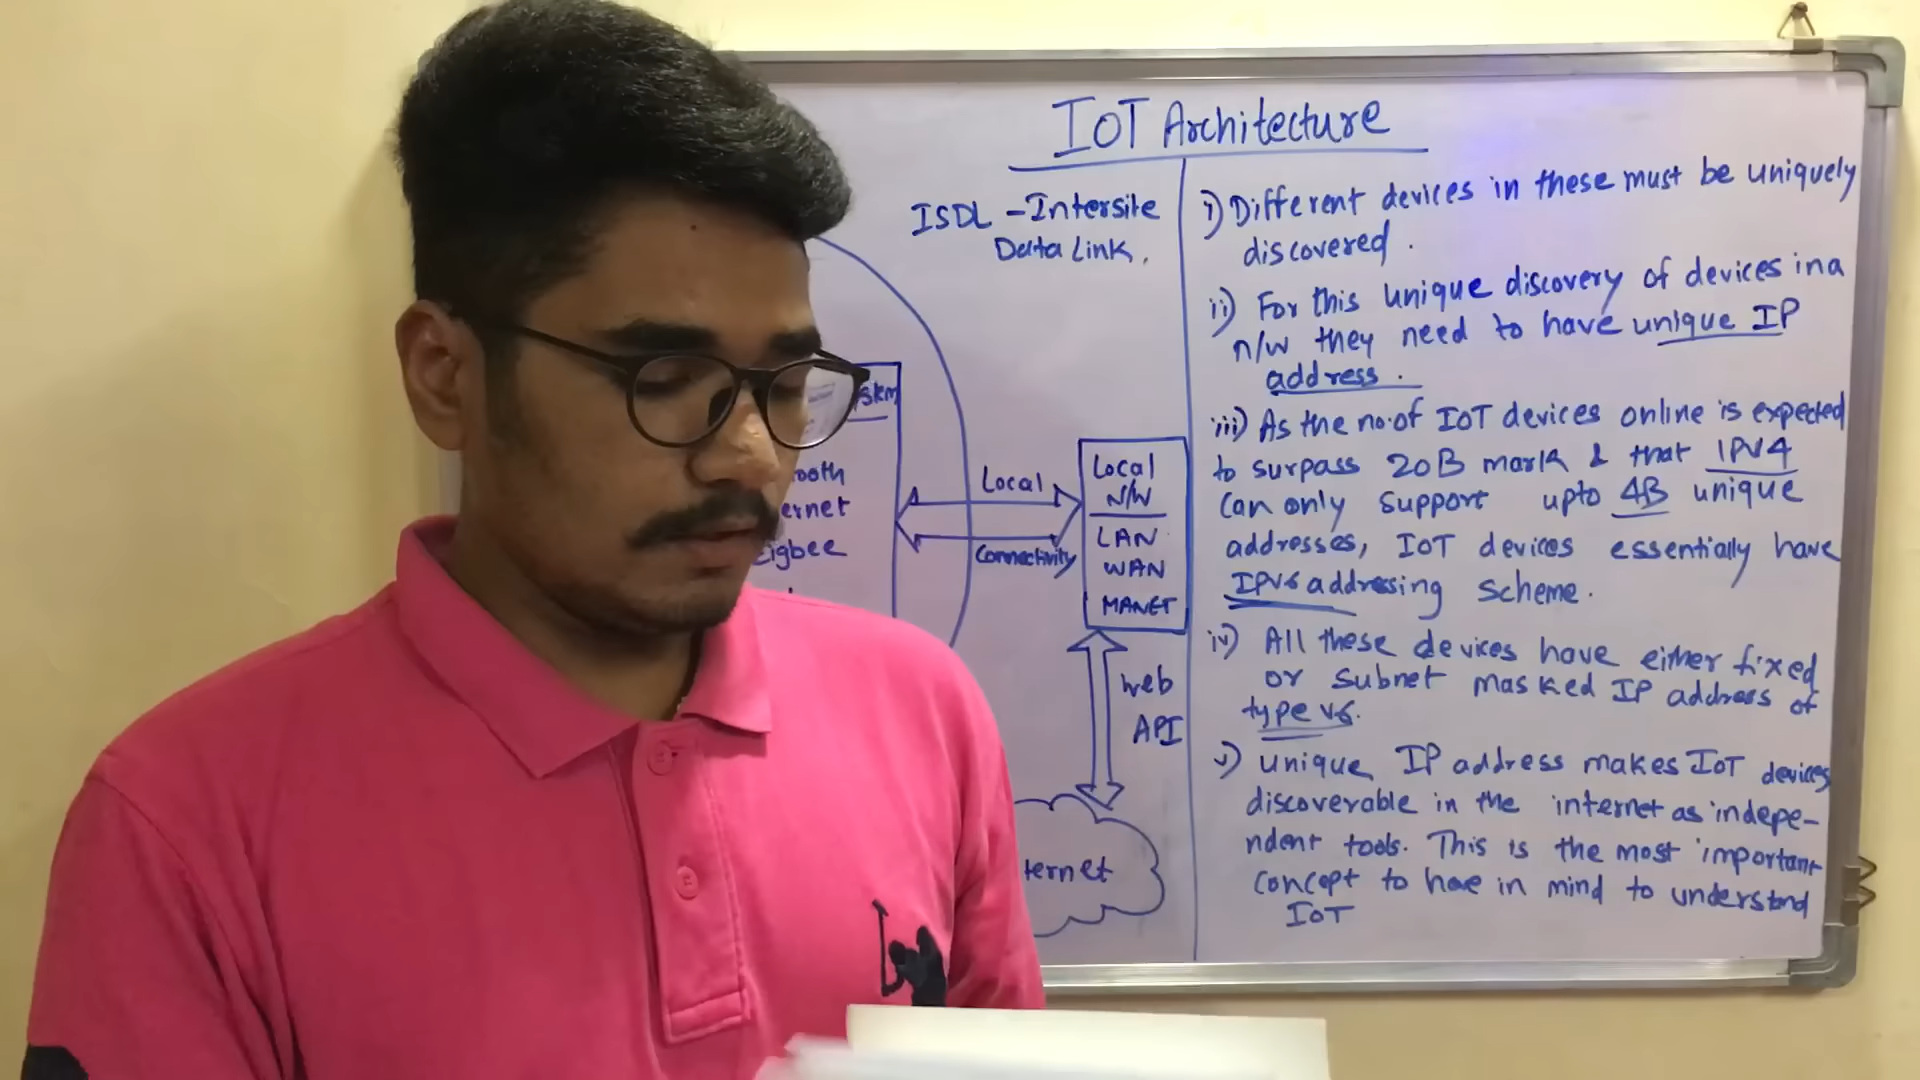 IoT Architecture
ISDL - Intersite
Data Link.
Local
Connectivity
Local
N/W
LAN
WAN
MANET
web
API
i) Different devices in these must be uniquely
discovered.
ii) For this unique discovery of devices in a
n/w they need to have unique IP
address.
iii) As the no. of IoT devices online is expected
to surpass 20B mark & that IPV4
can only support upto 4B unique
addresses, IoT devices essentially have
IPV6 addressing scheme.
iv) All these devices have either fixed
or subnet masked IP address of
type v6.
v) unique IP address makes IoT devices
discoverable in the internet as indepe-
ndent tools. This is the most important
concept to have in mind to understand
IoT